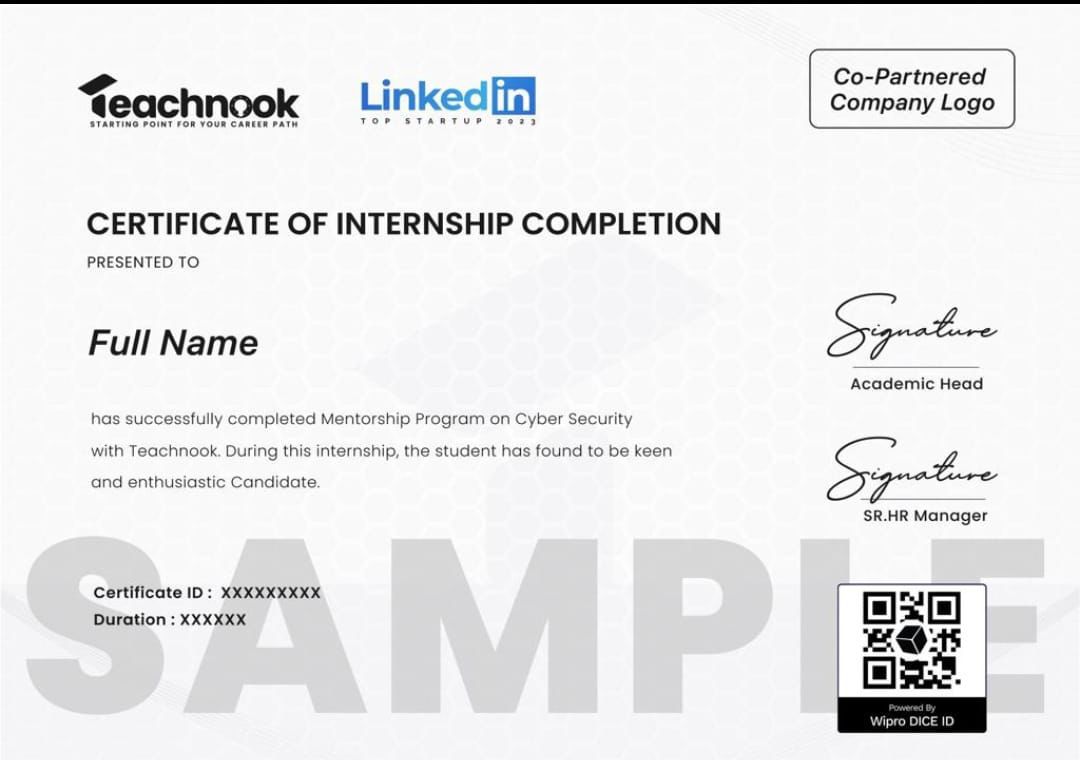 Teachnook
STARTING POINT FOR YOUR CAREER PATH
Linkedin
TOP STARTUP 2023
Co-Partnered
Company Logo
CERTIFICATE OF INTERNSHIP COMPLETION
PRESENTED TO
Full Name
has successfully completed Mentorship Program on Cyber Security
with Teachnook. During this internship, the student has found to be keen
and enthusiastic Candidate.
Signature
Academic Head
Signature
SR.HR Manager
SAMPLE
Certificate ID : XXXXXXXXX
Duration : XXXXXX
Powered By
Wipro DICE ID